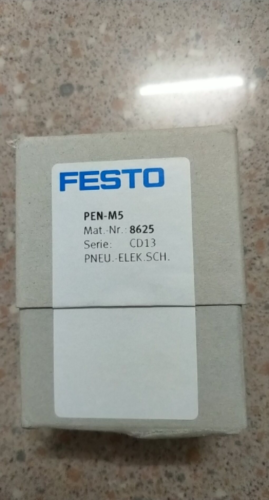 FESTO
PEN-M5
Mat.-Nr. 8625
Serie: CD13
PNEU.-ELEK.SCH.